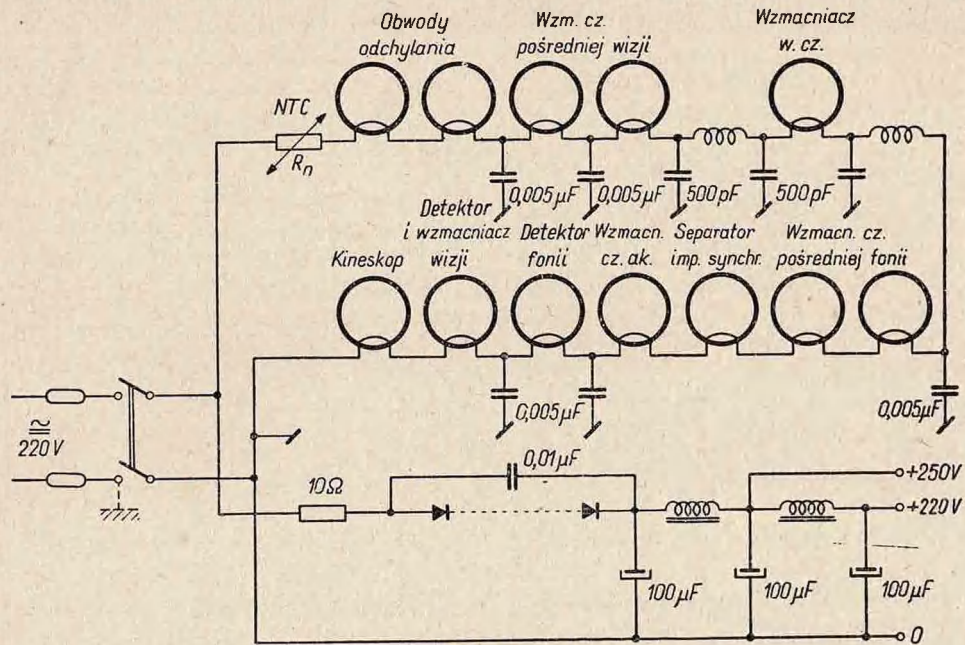 Obwody
odchylania
Wzm. cz.
pośredniej wizji
Wzmacniacz
w. cz.
NTC
Rn
0,005µF
0,005µF
500pF
500pF
Detektor
i wzmacniacz
wizji
Kineskop
Detektor
fonii
Wzmacn.
cz. ak.
Separator
imp. synchr.
Wzmacn. cz.
pośredniej fonii
0,005µF
0,005µF
≅
220V
10Ω
0,01µF
+250V
+220V
100µF
100µF
100µF
0